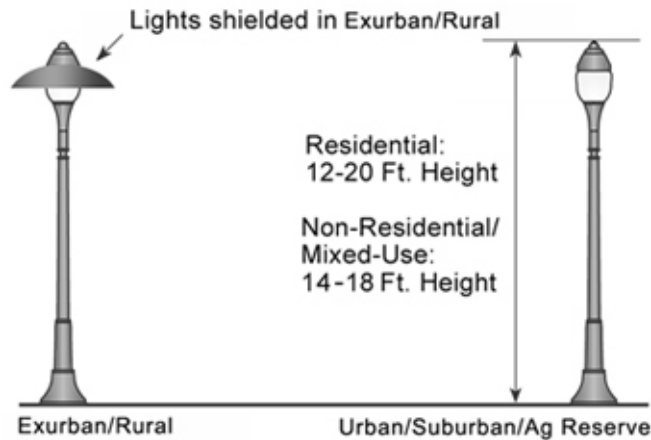 Lights shielded in Exurban/Rural
Residential:
12-20 Ft. Height
Non-Residential/
Mixed-Use:
14-18 Ft. Height
Exurban/Rural
Urban/Suburban/Ag Reserve